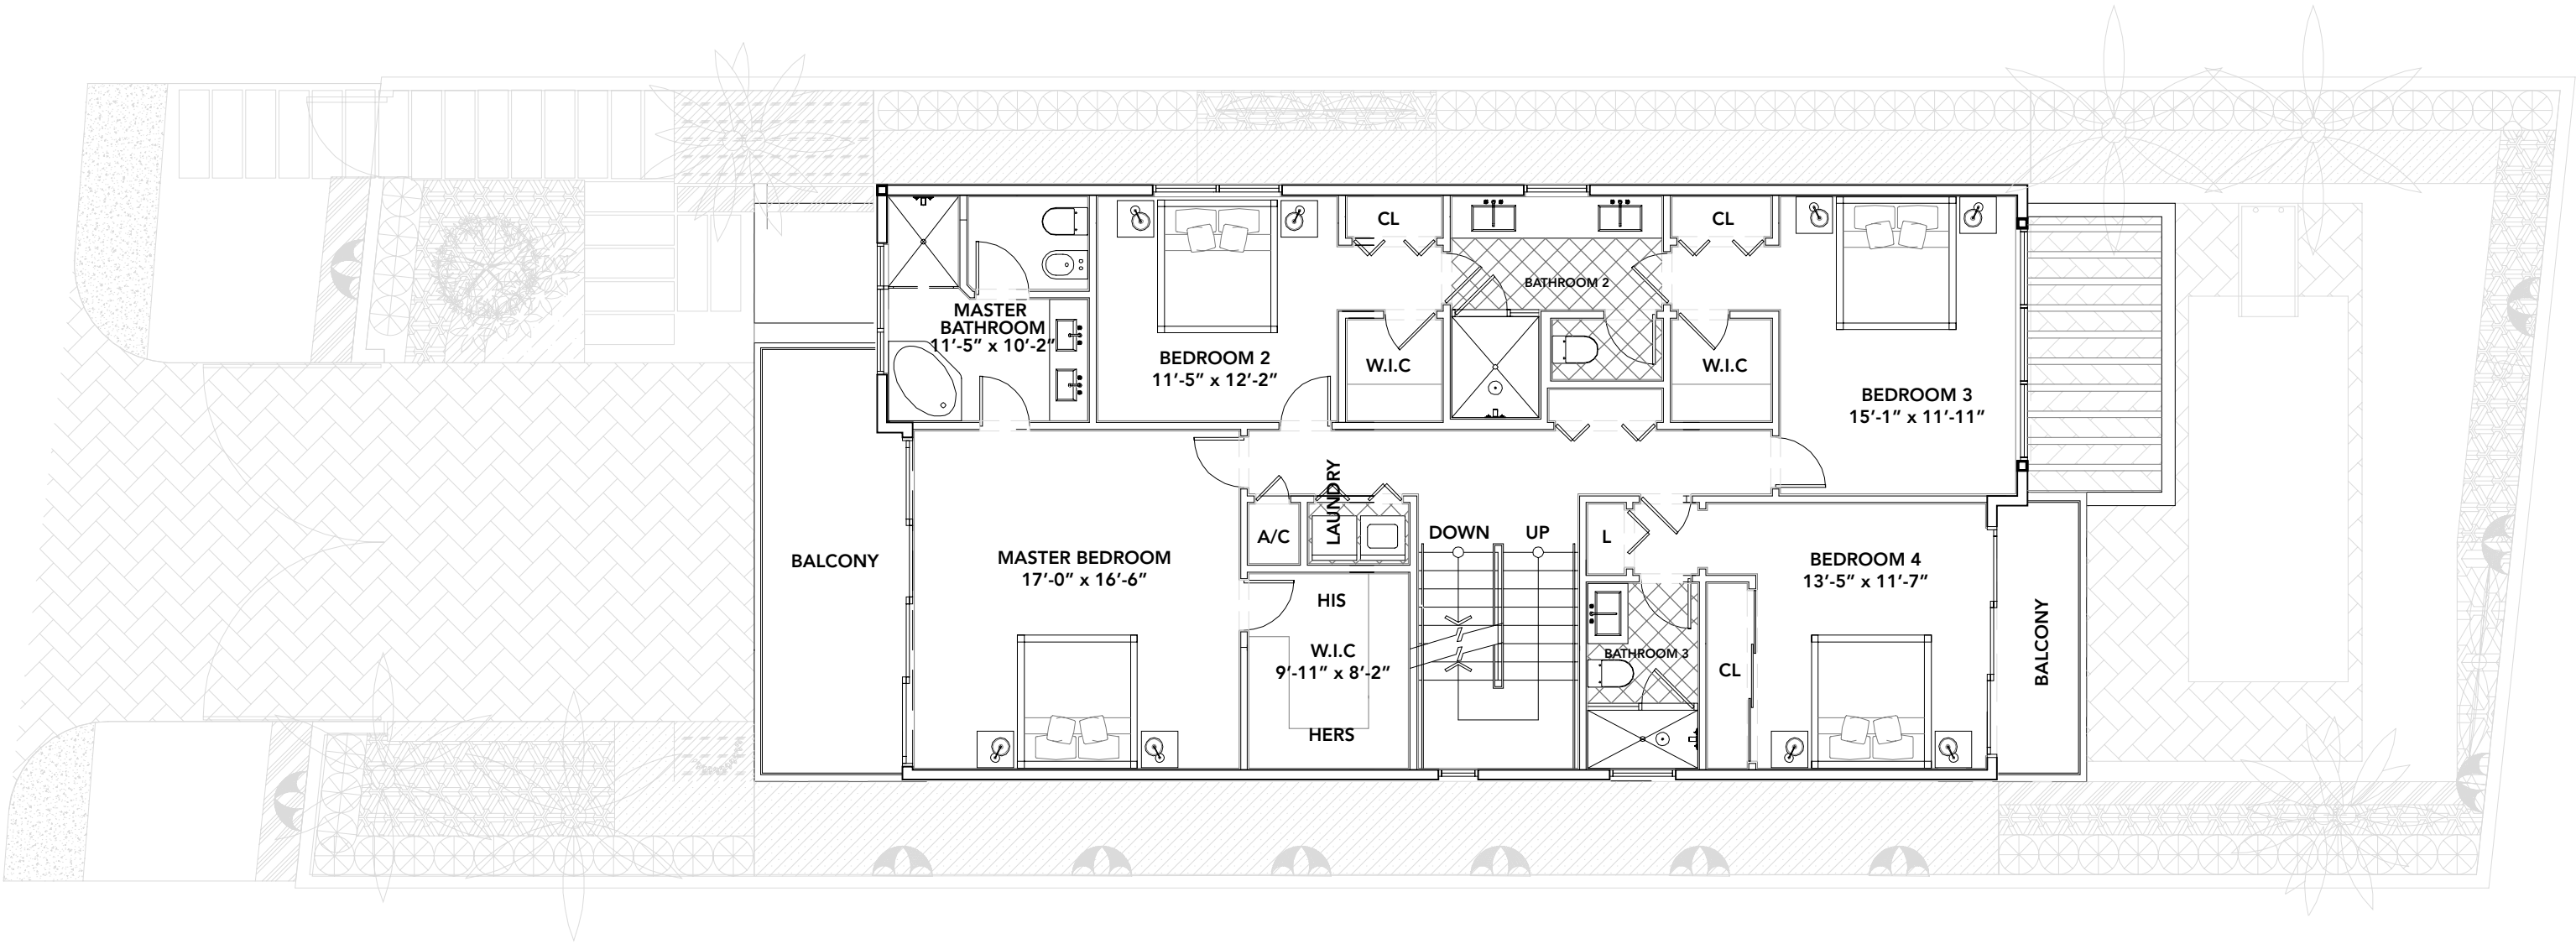 CL
CL
BATHROOM 2
MASTER
BATHROOM
11'-5" x 10'-2"
BEDROOM 2
11'-5" x 12'-2"
W.I.C
W.I.C
BEDROOM 3
15'-1" x 11'-11"
LAUNDRY
A/C
DOWN
UP
L
BALCONY
MASTER BEDROOM
17'-0" x 16'-6"
BEDROOM 4
13'-5" x 11'-7"
HIS
W.I.C
9'-11" x 8'-2"
HERS
BATHROOM 3
CL
BALCONY